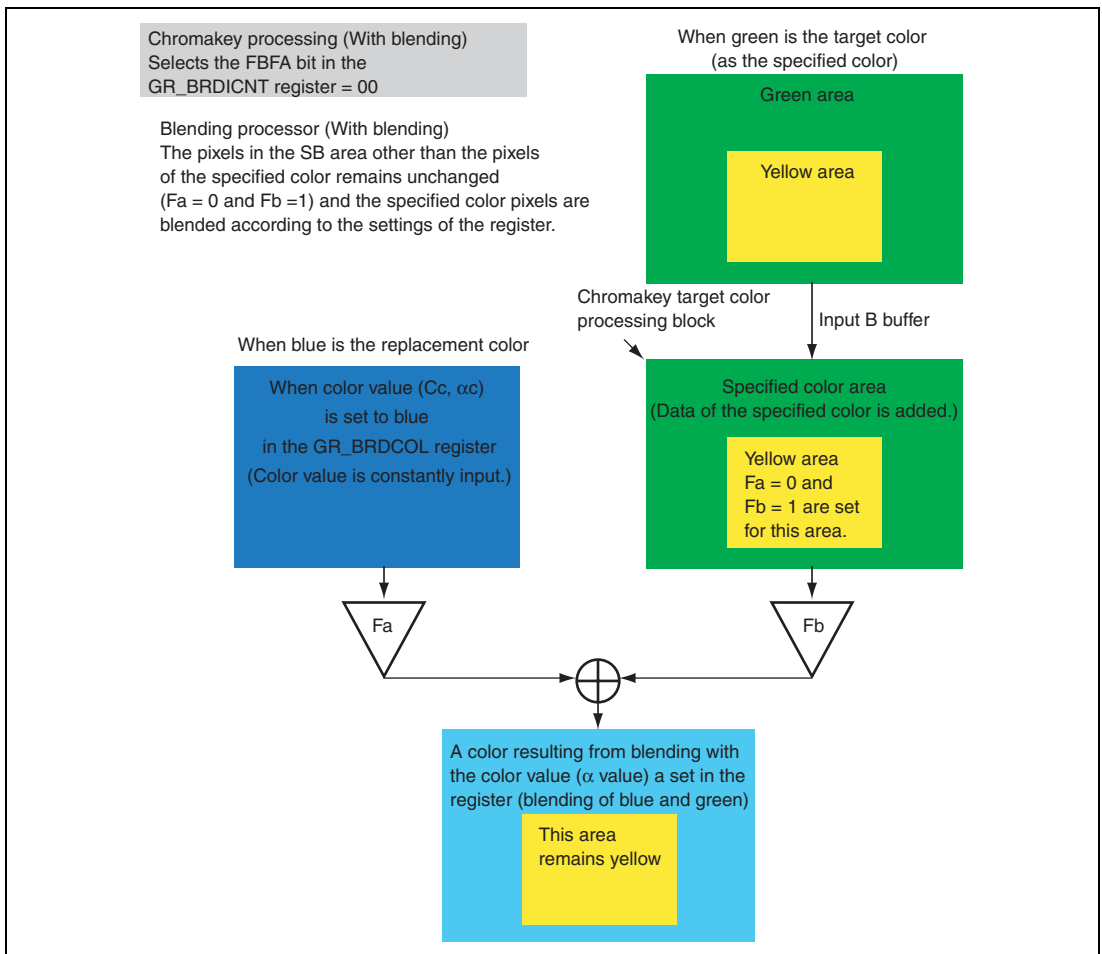 Chromakey processing (With blending)
Selects the FBFA bit in the
GR_BRDICNT register = 00
Blending processor (With blending)
The pixels in the SB area other than the pixels
of the specified color remains unchanged
(Fa = 0 and Fb =1) and the specified color pixels are
blended according to the settings of the register.
When green is the target color
(as the specified color)
Green area
Yellow area
Chromakey target color
processing block
Input B buffer
When blue is the replacement color
When color value (Cc, αc)
is set to blue
in the GR_BRDCOL register
(Color value is constantly input.)
Specified color area
(Data of the specified color is added.)
Yellow area
Fa = 0 and
Fb = 1 are set
for this area.
Fa
Fb
A color resulting from blending with
the color value (α value) a set in the
register (blending of blue and green)
This area
remains yellow